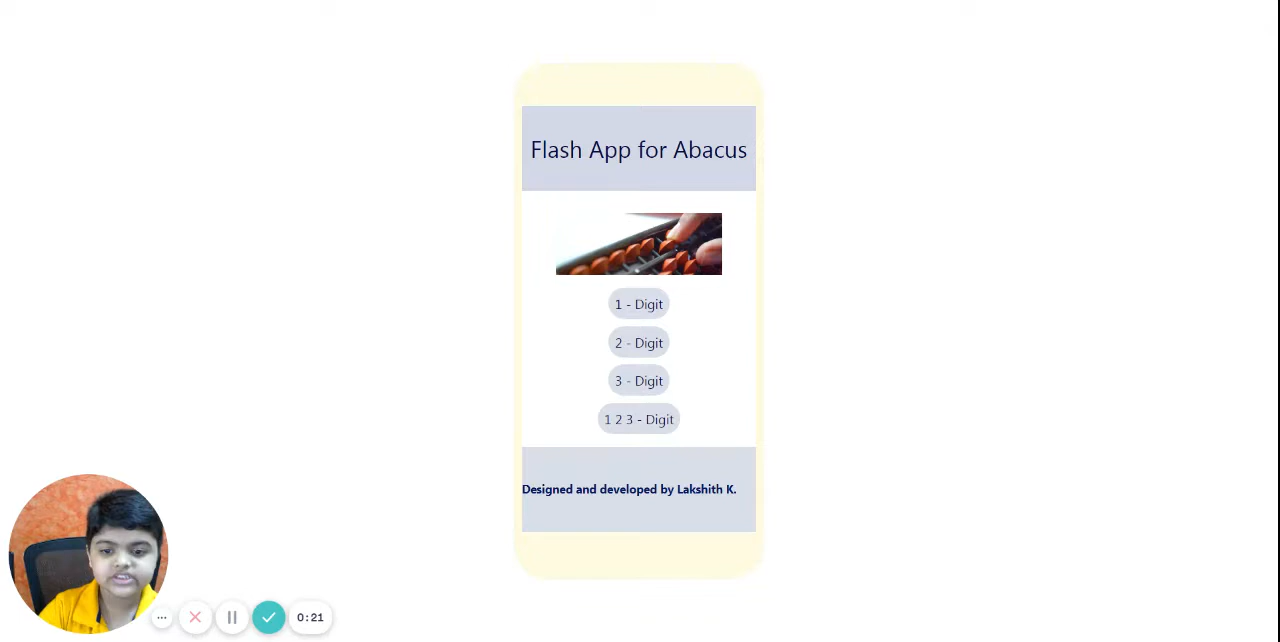 Flash App for Abacus
1 - Digit
2 - Digit
3 - Digit
1 2 3 - Digit
Designed and developed by Lakshith K.
0:21